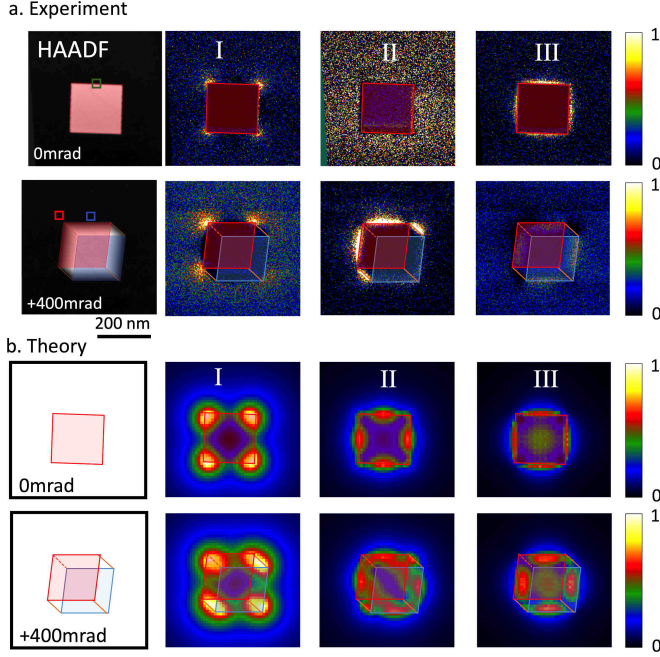 a. Experiment
HAADF I II III 1
0mrad 0
1
+400mrad 0
200 nm
b. Theory
I II III 1
0mrad 0
1
+400mrad 0